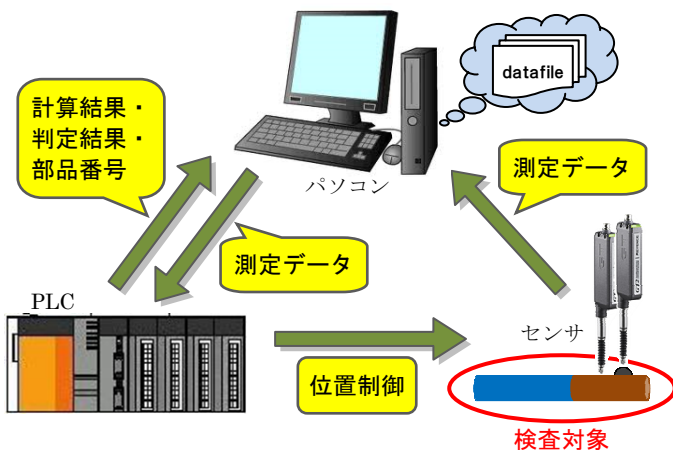 datafile
計算結果・
判定結果・
部品番号
パソコン
測定データ
測定データ
PLC
センサ
位置制御
検査対象